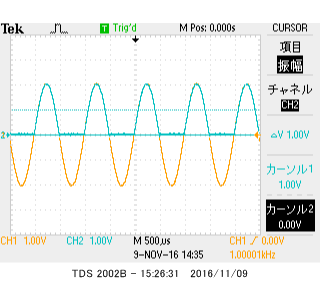 Tek Trig'd M Pos: 0.000s CURSOR
項目
振幅
チャネル
CH2
2
ΔV 1.00V
カーソル1
1.00V
カーソル2
0.00V
CH1 1.00V CH2 1.00V M 500µs CH1 / 0.00V
9-NOV-16 14:35 1.00001kHz
TDS 2002B - 15:26:31 2016/11/09